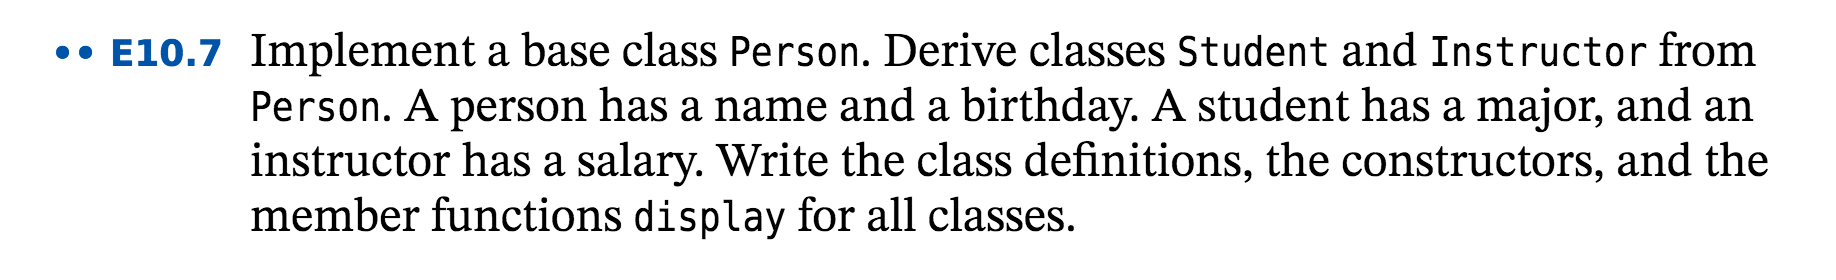 •• E10.7 Implement a base class Person. Derive classes Student and Instructor from
Person. A person has a name and a birthday. A student has a major, and an
instructor has a salary. Write the class definitions, the constructors, and the
member functions display for all classes.